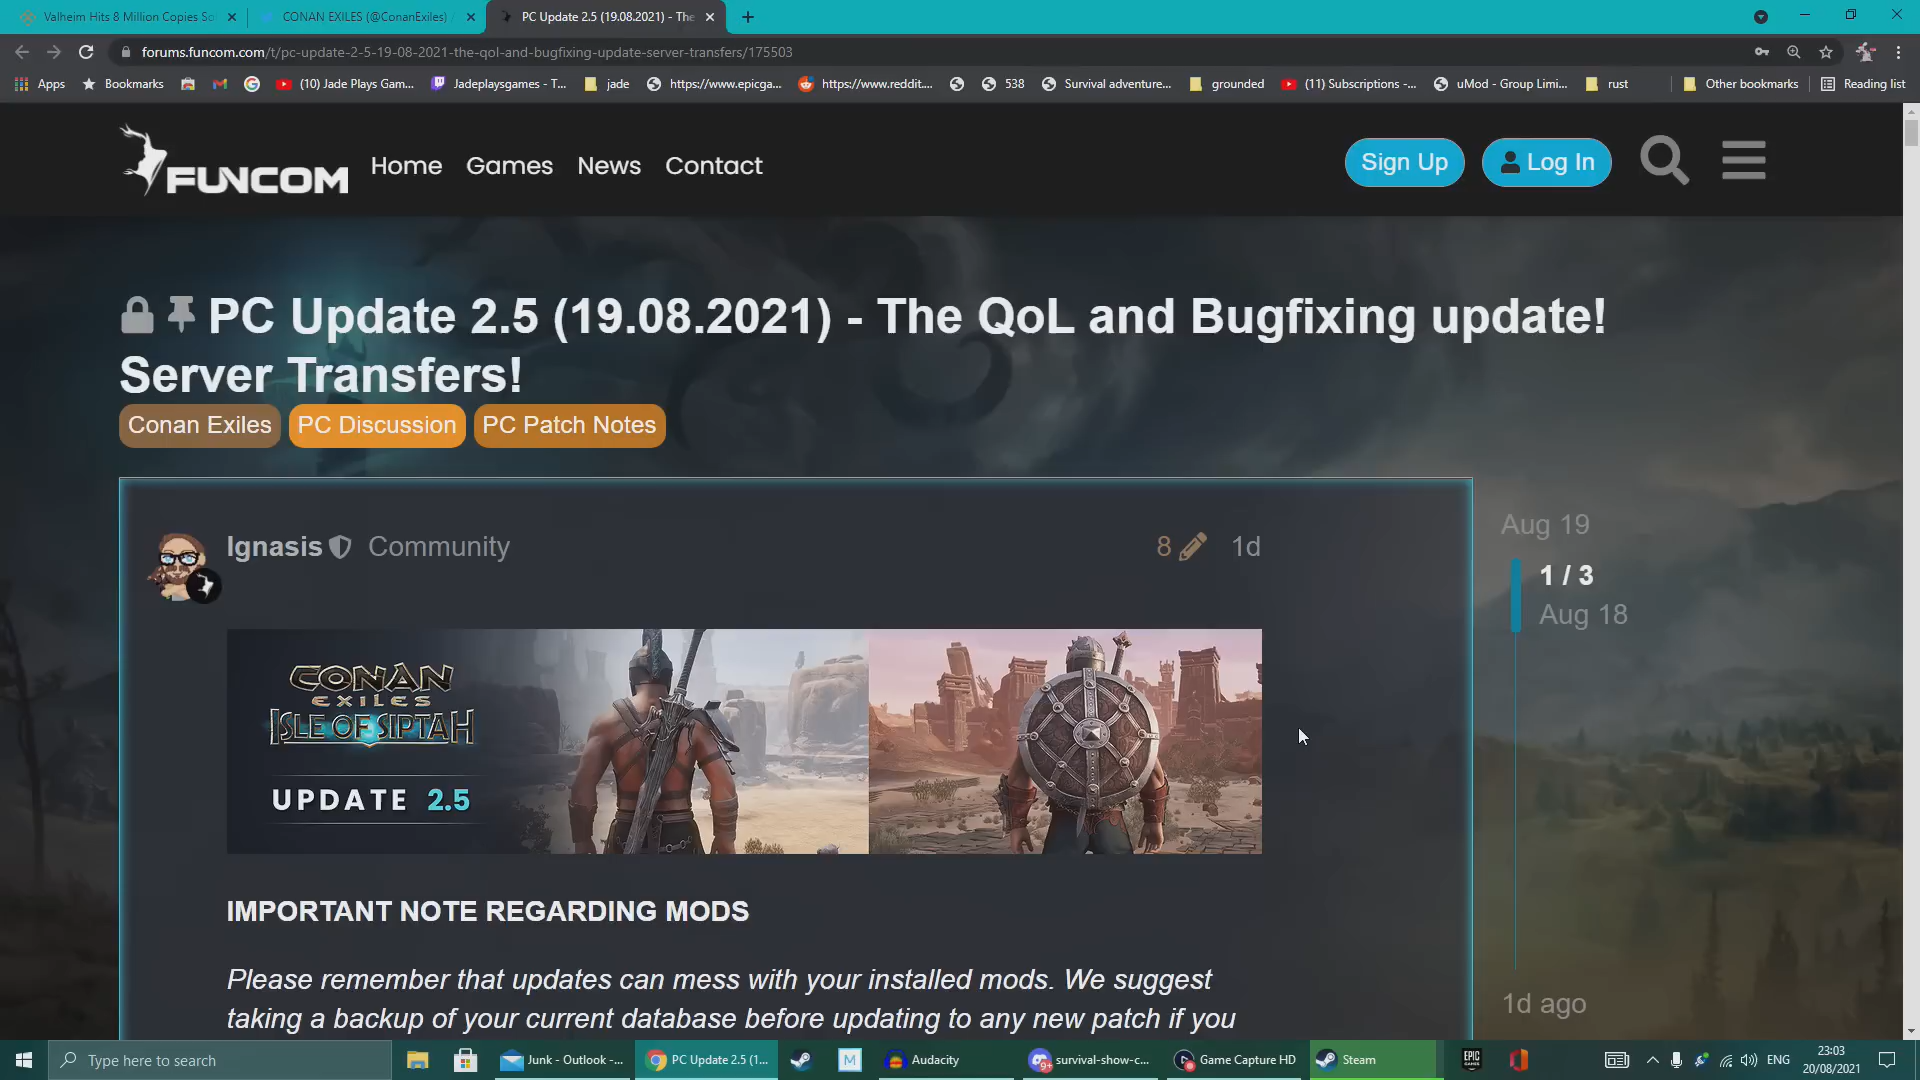 Valheim Hits 8 Million Copies So
CONAN EXILES (@ConanExiles) /
PC Update 2.5 (19.08.2021) - The
forums.funcom.com/t/pc-update-2-5-19-08-2021-the-qol-and-bugfixing-update-server-transfers/175503
Apps
Bookmarks
(10) Jade Plays Gam...
Jadeplaysgames - T...
jade
https://www.epicga...
https://www.reddit....
538
Survival adventure...
grounded
(11) Subscriptions -...
uMod - Group Limi...
rust
Other bookmarks
Reading list
FUNCOM
Home
Games
News
Contact
Sign Up
Log In
PC Update 2.5 (19.08.2021) - The QoL and Bugfixing update!
Server Transfers!
Conan Exiles
PC Discussion
PC Patch Notes
Ignasis
Community
8
1d
Aug 19
1 / 3
Aug 18
CONAN
EXILES
ISLE OF SIPTAH
UPDATE 2.5
IMPORTANT NOTE REGARDING MODS
Please remember that updates can mess with your installed mods. We suggest
taking a backup of your current database before updating to any new patch if you
1d ago
Type here to search
Junk - Outlook -...
PC Update 2.5 (1...
M
Audacity
9+
survival-show-c...
Game Capture HD
Steam
EPIC
GAMES
ENG
23:03
20/08/2021